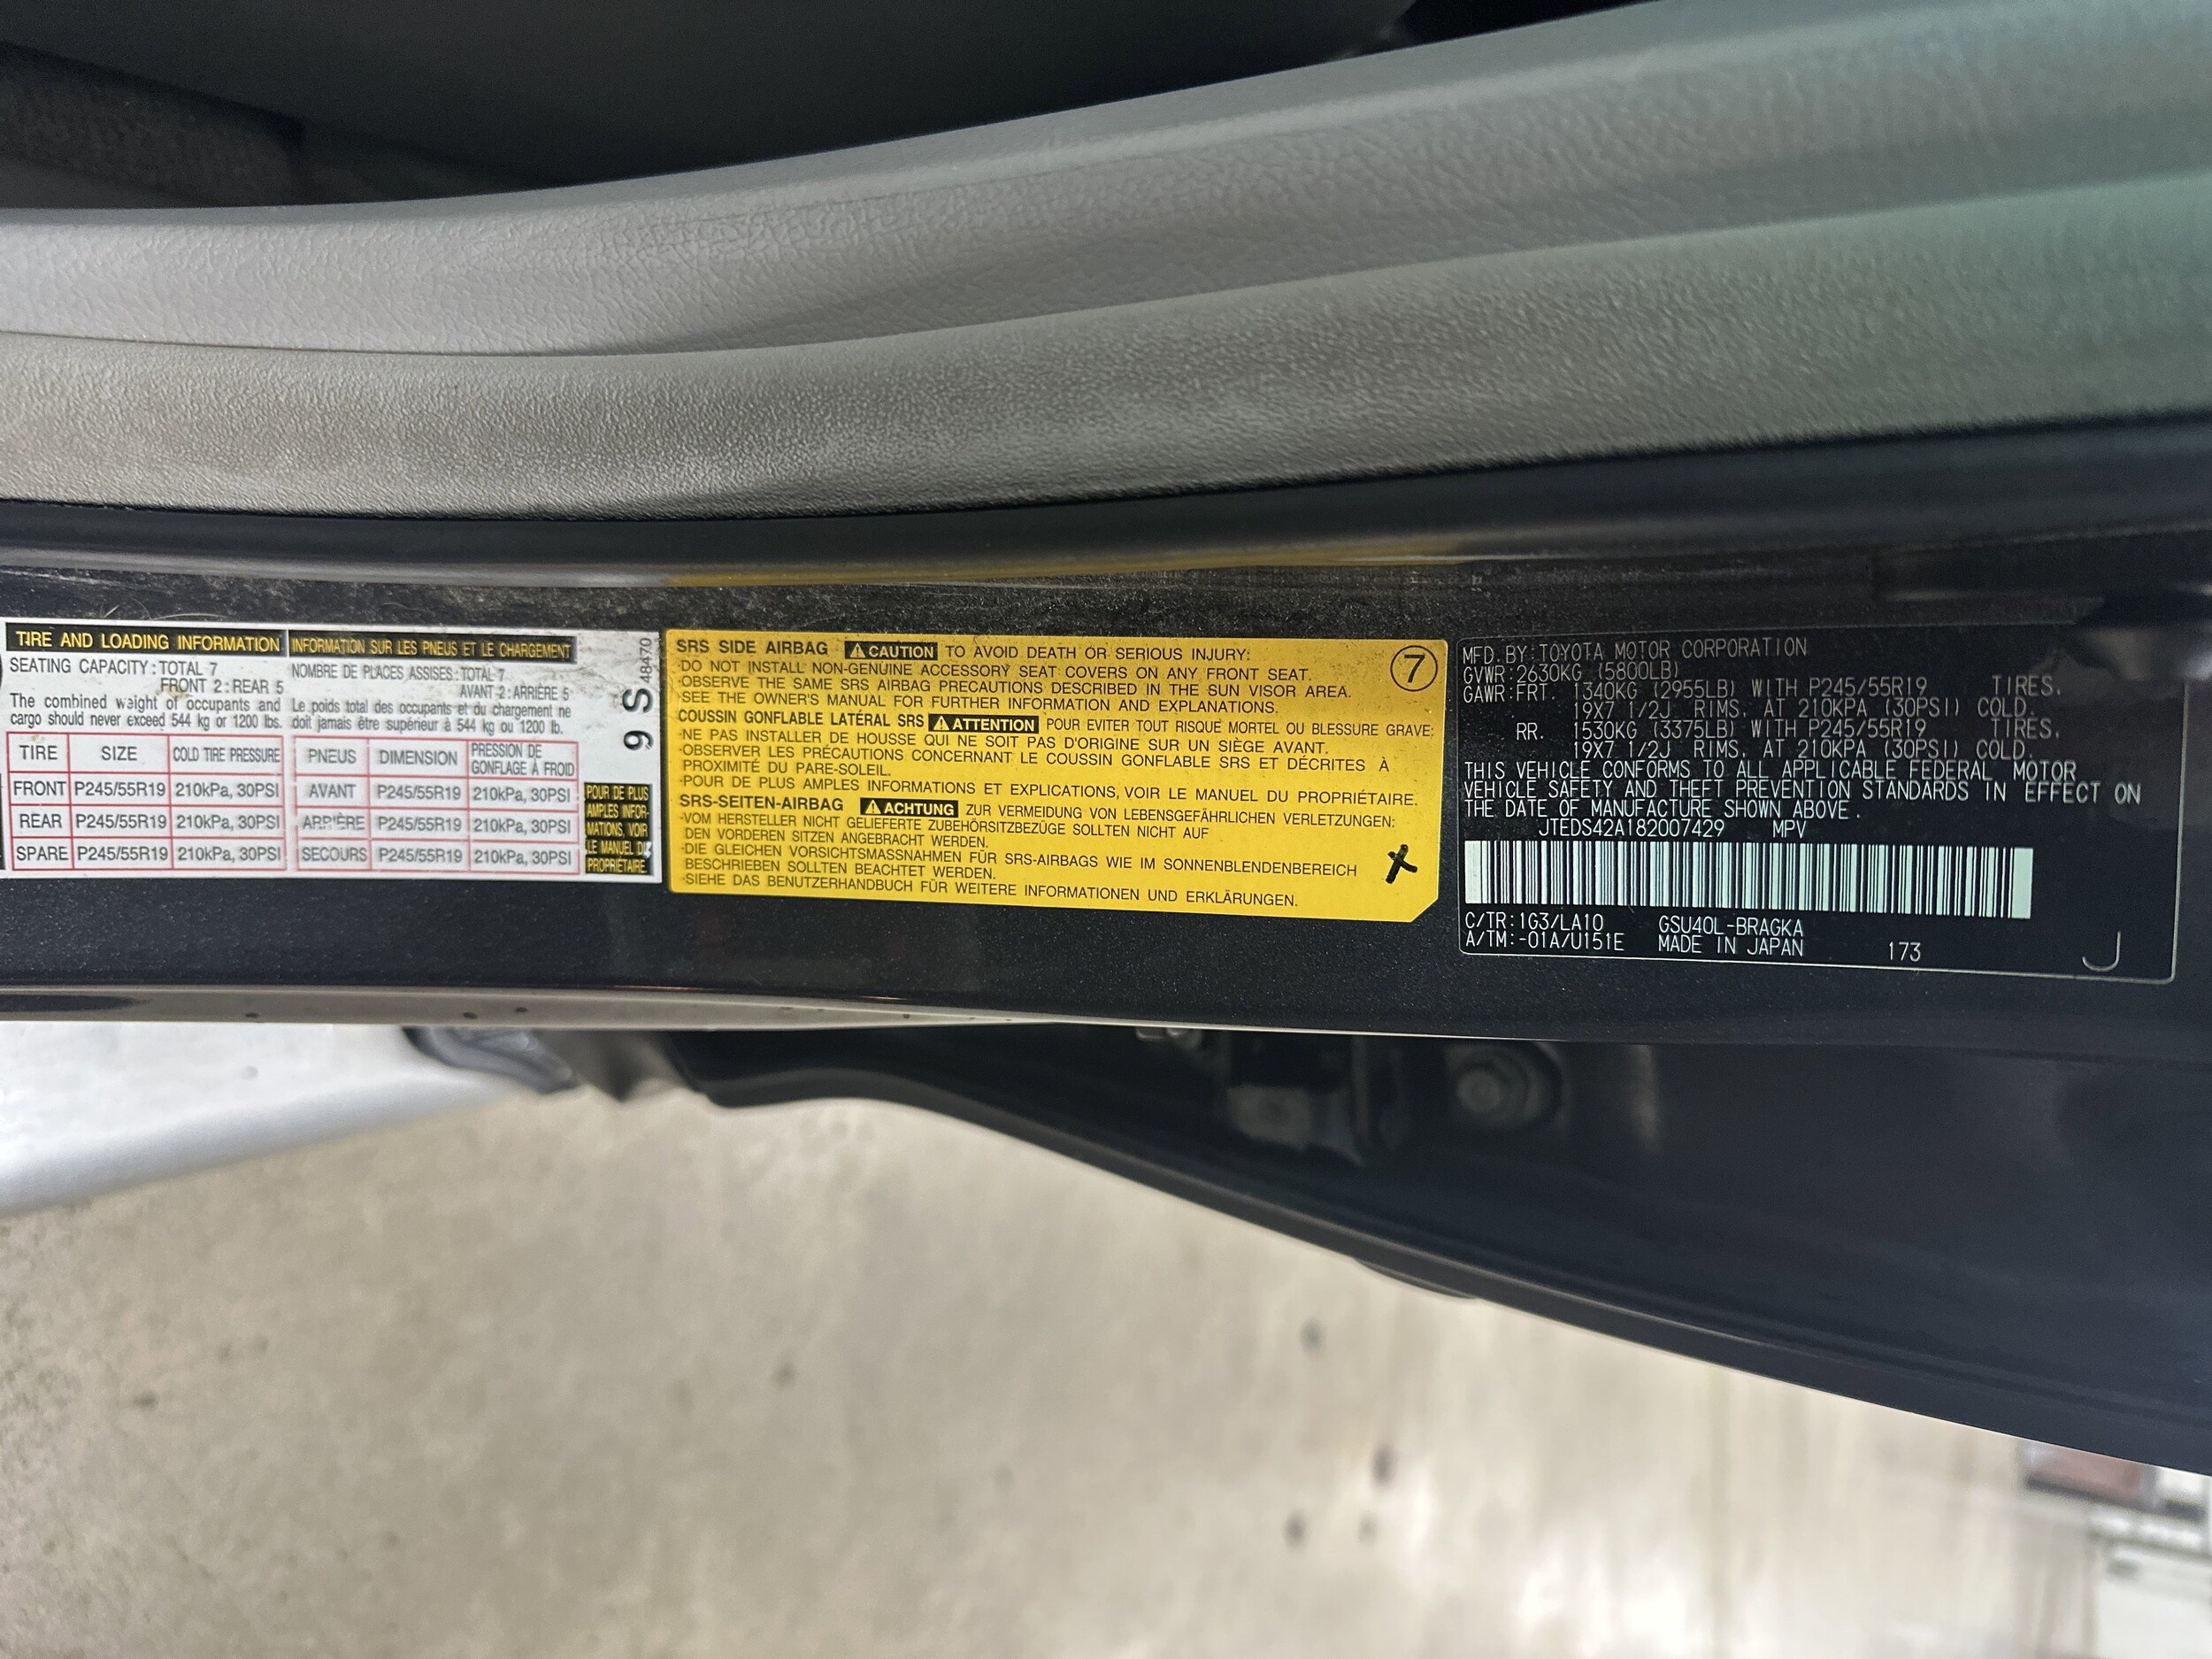 TIRE AND LOADING INFORMATION
SEATING CAPACITY : TOTAL 7
FRONT 2 : REAR 5
The combined weight of occupants and
cargo should never exceed 544 kg or 1200 lbs.
TIRE SIZE COLD TIRE PRESSURE
FRONT P245/55R19 210kPa, 30PSI
REAR P245/55R19 210kPa, 30PSI
SPARE P245/55R19 210kPa, 30PSI
INFORMATION SUR LES PNEUS ET LE CHARGEMENT
NOMBRE DE PLACES ASSISES : TOTAL 7
AVANT 2 : ARRIÈRE 5
Le poids total des occupants et du chargement ne
doit jamais être supérieur à 544 kg ou 1200 lb.
PNEUS DIMENSION PRESSION DE GONFLAGE À FROID
AVANT P245/55R19 210kPa, 30PSI
ARRIÈRE P245/55R19 210kPa, 30PSI
SECOURS P245/55R19 210kPa, 30PSI
POUR DE PLUS
AMPLES INFOR-
MATIONS, VOIR
LE MANUEL DU
PROPRIÉTAIRE.
9 S 48470
SRS SIDE AIRBAG ⚠CAUTION TO AVOID DEATH OR SERIOUS INJURY:
·DO NOT INSTALL NON-GENUINE ACCESSORY SEAT COVERS ON ANY FRONT SEAT.
·OBSERVE THE SAME SRS AIRBAG PRECAUTIONS DESCRIBED IN THE SUN VISOR AREA.
·SEE THE OWNER'S MANUAL FOR FURTHER INFORMATION AND EXPLANATIONS.
7
COUSSIN GONFLABLE LATÉRAL SRS ⚠ATTENTION POUR EVITER TOUT RISQUE MORTEL OU BLESSURE GRAVE:
·NE PAS INSTALLER DE HOUSSE QUI NE SOIT PAS D'ORIGINE SUR UN SIÈGE AVANT.
·OBSERVER LES PRÉCAUTIONS CONCERNANT LE COUSSIN GONFLABLE SRS ET DÉCRITES À
PROXIMITÉ DU PARE-SOLEIL.
·POUR DE PLUS AMPLES INFORMATIONS ET EXPLICATIONS, VOIR LE MANUEL DU PROPRIÉTAIRE.
SRS-SEITEN-AIRBAG ⚠ACHTUNG ZUR VERMEIDUNG VON LEBENSGEFÄHRLICHEN VERLETZUNGEN:
·VOM HERSTELLER NICHT GELIEFERTE ZUBEHÖRSITZBEZÜGE SOLLTEN NICHT AUF
DEN VORDEREN SITZEN ANGEBRACHT WERDEN.
·DIE GLEICHEN VORSICHTSMASSNAHMEN FÜR SRS-AIRBAGS WIE IM SONNENBLENDENBEREICH
BESCHRIEBEN SOLLTEN BEACHTET WERDEN.
·SIEHE DAS BENUTZERHANDBUCH FÜR WEITERE INFORMATIONEN UND ERKLÄRUNGEN.
MFD. BY: TOYOTA MOTOR CORPORATION
GVWR: 2630KG (5800LB)
GAWR: FRT. 1340KG (2955LB) WITH P245/55R19 TIRES.
19X7 1/2J RIMS, AT 210KPA (30PSI) COLD.
RR. 1530KG (3375LB) WITH P245/55R19 TIRES.
19X7 1/2J RIMS, AT 210KPA (30PSI) COLD.
THIS VEHICLE CONFORMS TO ALL APPLICABLE FEDERAL MOTOR
VEHICLE SAFETY AND THEFT PREVENTION STANDARDS IN EFFECT ON
THE DATE OF MANUFACTURE SHOWN ABOVE.
JTEDS42A182007429 MPV
C/TR: 1G3/LA10 GSU40L-BRAGKA
A/TM: -01A/U151E MADE IN JAPAN 173
J